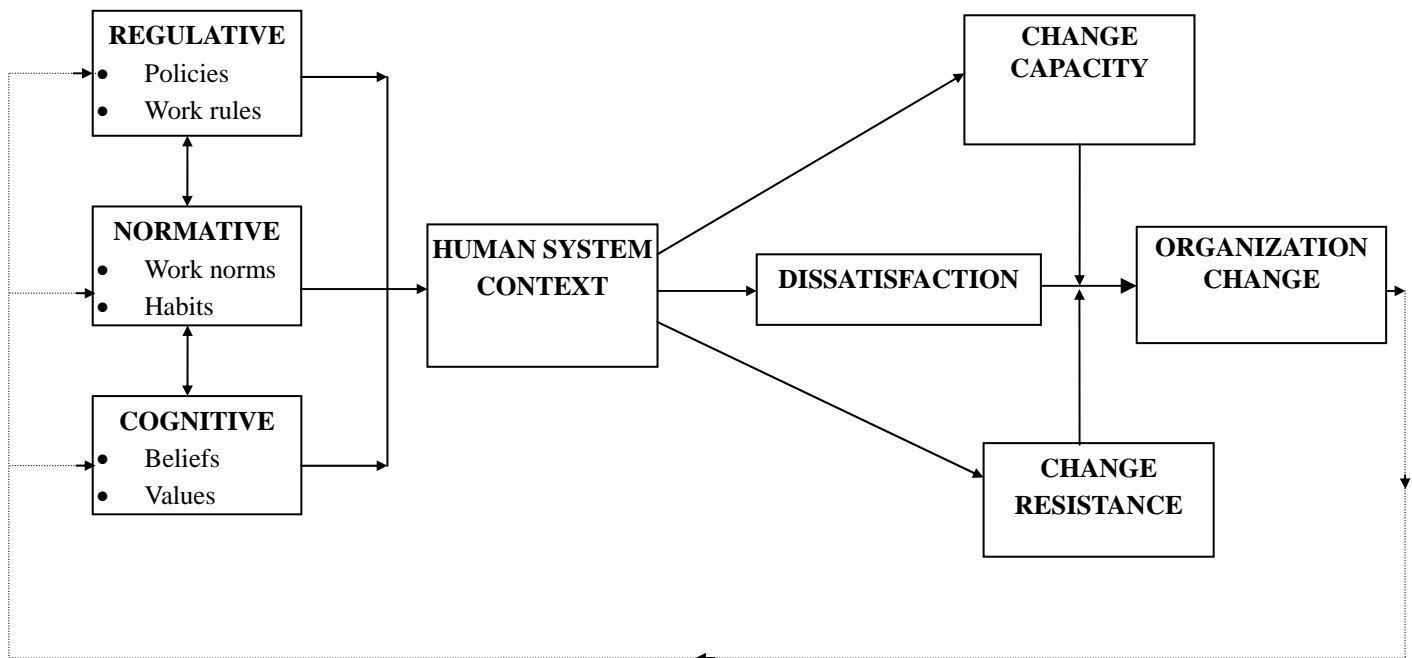 REGULATIVE
• Policies
• Work rules
NORMATIVE
• Work norms
• Habits
COGNITIVE
• Beliefs
• Values
HUMAN SYSTEM
CONTEXT
CHANGE
CAPACITY
DISSATISFACTION
CHANGE
RESISTANCE
ORGANIZATION
CHANGE